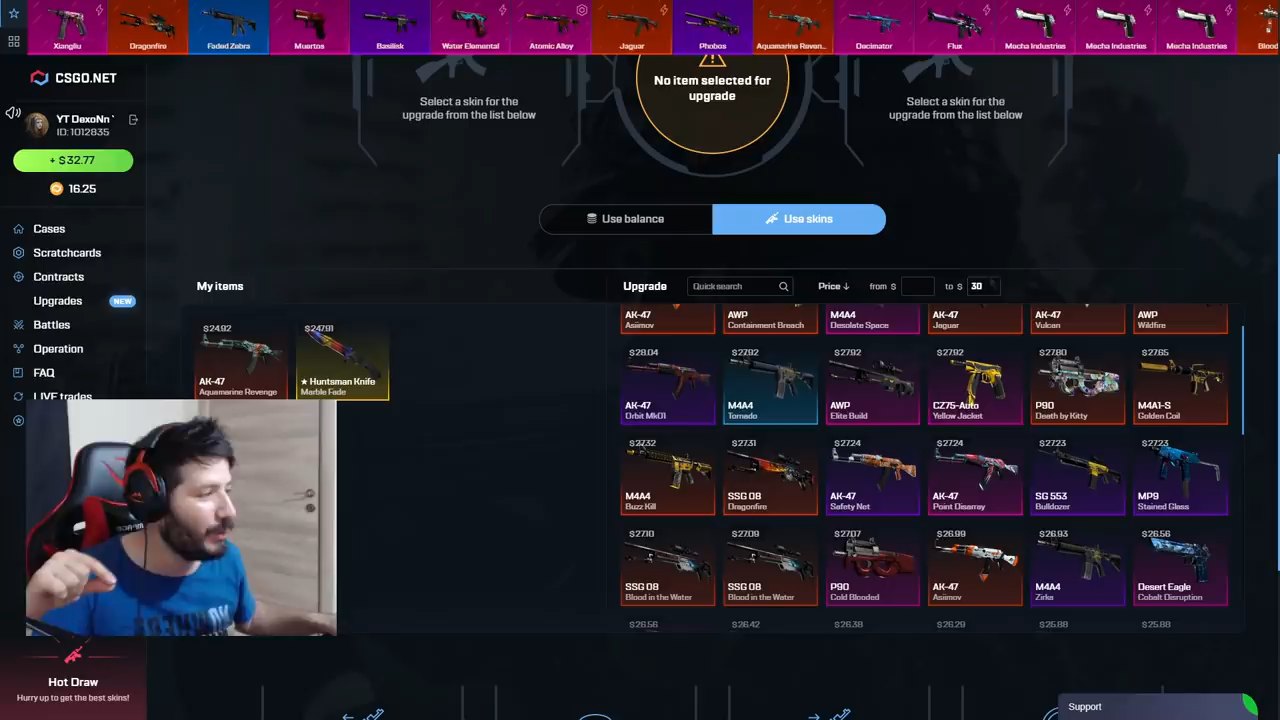 Xiangliu
Dragonfire
Faded Zebra
Muertos
Basilisk
Water Elemental
Atomic Alloy
Jaguar
Phobos
Aquamarine Reven...
Decimator
Flux
Mecha Industries
Mecha Industries
Mecha Industries
Blood
CSGO.NET
YT DexoNn `
ID: 1012835
+ $32.77
16.25
Cases
Scratchcards
Contracts
Upgrades NEW
Battles
Operation
FAQ
LIVE trades
Hot Draw
Hurry up to get the best skins!
Select a skin for the
upgrade from the list below
No item selected for
upgrade
Select a skin for the
upgrade from the list below
Use balance
Use skins
My items
$24.92
AK-47
Aquamarine Revenge
$247.91
★ Huntsman Knife
Marble Fade
Upgrade Quick search Price from $ to $ 30
AK-47
Asiimov
AWP
Containment Breach
M4A4
Desolate Space
AK-47
Jaguar
AK-47
Vulcan
AWP
Wildfire
$28.04
AK-47
Orbit Mk01
$27.92
M4A4
Tornado
$27.92
AWP
Elite Build
$27.92
CZ75-Auto
Yellow Jacket
$27.80
P90
Death by Kitty
$27.65
M4A1-S
Golden Coil
$27.32
M4A4
Buzz Kill
$27.31
SSG 08
Dragonfire
$27.24
AK-47
Safety Net
$27.24
AK-47
Point Disarray
$27.23
SG 553
Bulldozer
$27.23
MP9
Stained Glass
$27.10
SSG 08
Blood in the Water
$27.09
SSG 08
Blood in the Water
$27.07
P90
Cold Blooded
$26.99
AK-47
Asiimov
$26.93
M4A4
Zirka
$26.56
Desert Eagle
Cobalt Disruption
$26.56
$26.42
$26.38
$26.29
$25.88
$25.88
Support